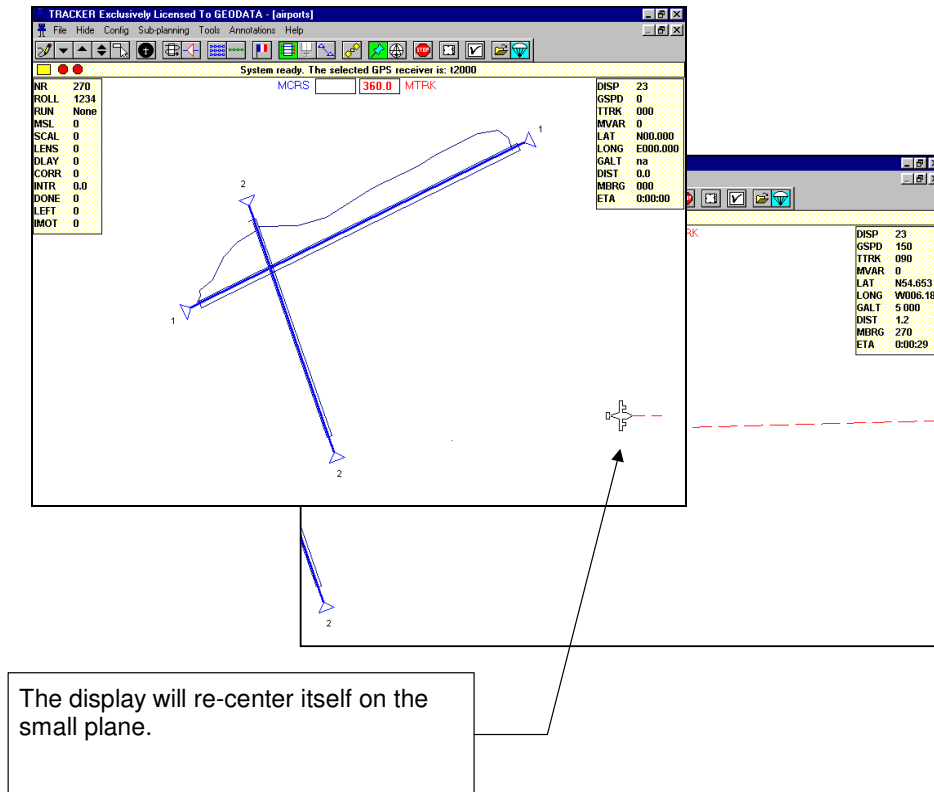 TRACKER Exclusively Licensed To GEODATA - [airports]
File Hide Config Sub-planning Tools Annotations Help
STOP
System ready. The selected GPS receiver is: t2000
NR 270
ROLL 1234
RUN None
MSL 0
SCAL 0
LENS 0
DLAY 0
CORR 0
INTR 0.0
DONE 0
LEFT 0
IMOT 0
MCRS 360.0 MTRK
DISP 23
GSPD 0
TTRK 000
MVAR 0
LAT N00.000
LONG E000.000
GALT na
DIST 0.0
MBRG 000
ETA 0:00:00
1
2
1
2
RK
DISP 23
GSPD 150
TTRK 090
MVAR 0
LAT N54.653
LONG W006.18
GALT 5 000
DIST 1.2
MBRG 270
ETA 0:00:29
2
The display will re-center itself on the
small plane.